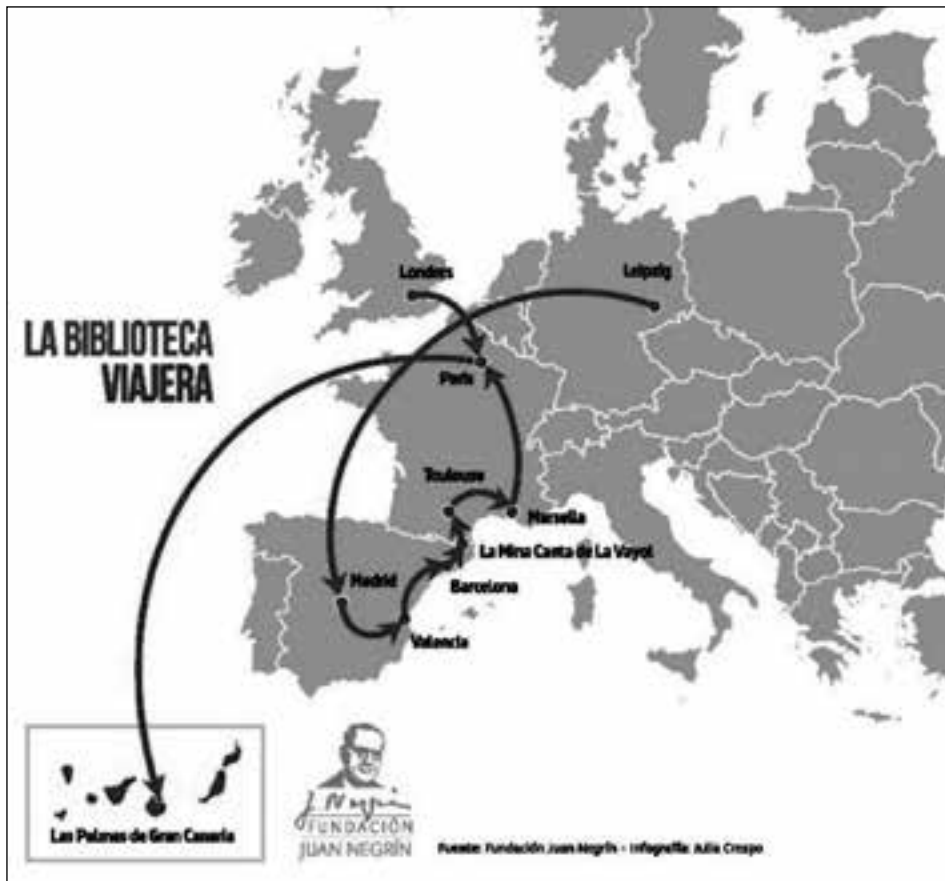 LA BIBLIOTECA
VIAJERA
Londres
Leipzig
París
Toulouse
Marsella
La Mina Canta de La Vayol
Madrid
Barcelona
Valencia
Las Palmas de Gran Canaria
J. Negrín
FUNDACIÓN
JUAN NEGRÍN
Fuente: Fundación Juan Negrín - Infografía: Julia Crespo